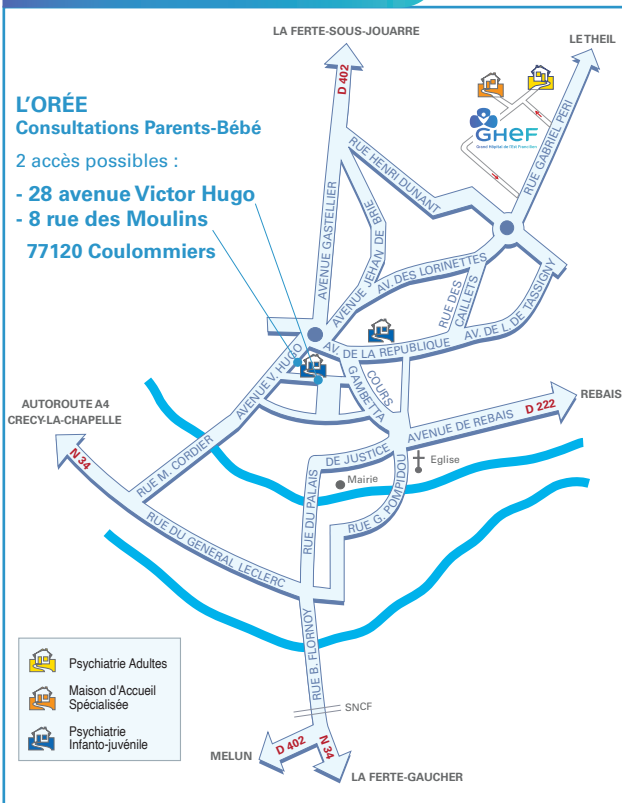 LA FERTE-SOUS-JOUARRE
LE THEIL
D 402
L'ORÉE
Consultations Parents-Bébé
2 accès possibles :
- 28 avenue Victor Hugo
- 8 rue des Moulins
77120 Coulommiers
GHEF
Grand Hôpital de l'Est Francilien
RUE GABRIEL PERI
RUE HENRI DUNANT
AVENUE GASTELLIER
AVENUE JEHAN DE BRIE
AV. DES LORINETTES
RUE DES
CAILLETS
AV. DE L. DE TASSIGNY
AV. DE LA REPUBLIQUE
AVENUE V. HUGO
COURS
GAMBETTA
AUTOROUTE A4
CRECY-LA-CHAPELLE
REBAIS
D 222
AVENUE DE REBAIS
N 34
RUE M. CORDIER
DE JUSTICE
Eglise
Mairie
RUE DU PALAIS
RUE G. POMPIDOU
RUE DU GENERAL LECLERC
RUE B. FLORNOY
Psychiatrie Adultes
Maison d'Accueil
Spécialisée
Psychiatrie
Infanto-juvénile
SNCF
MELUN
D 402
N 34
LA FERTE-GAUCHER